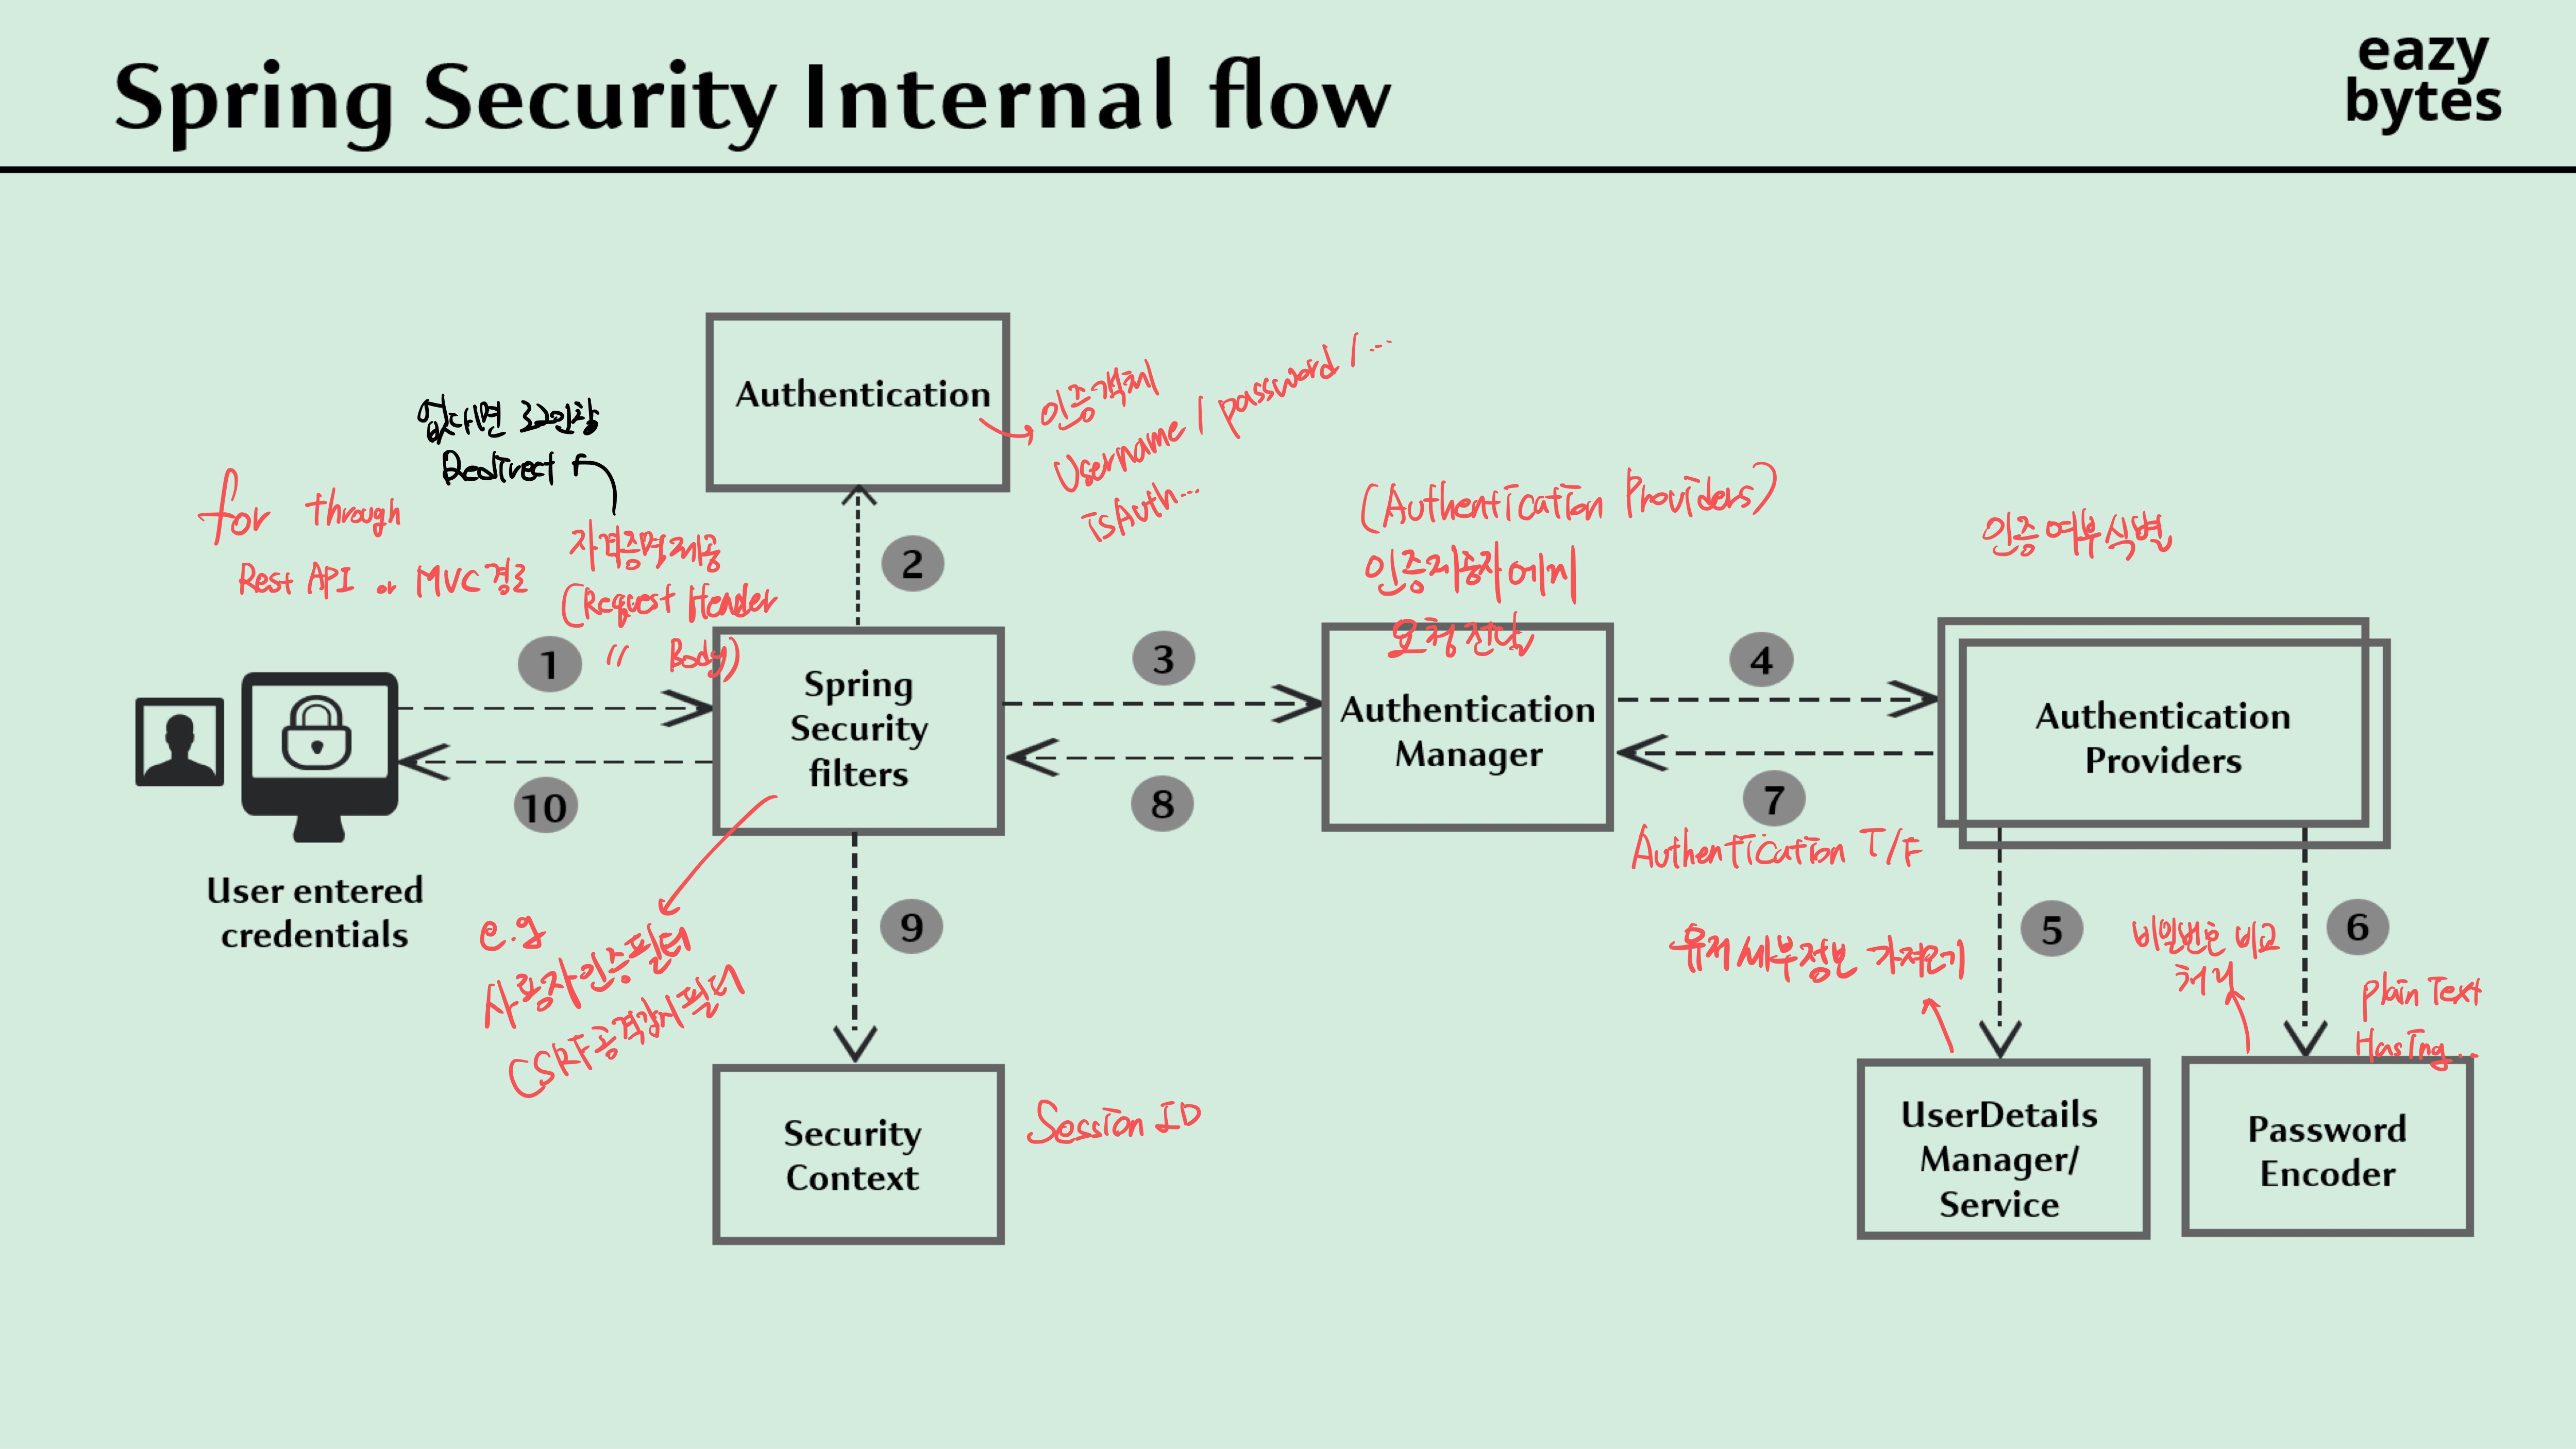 Spring Security Internal flow
eazy
bytes
Authentication
인증객체
Username / password / ...
isAuth...
없다면 로그인창
Redirect
for through
Rest API or MVC 경로
자격증명제공
(Request Header
〃 Body)
(Authentication Providers)
인증제공자에게
요청 전달
인증 여부 식별
1
2
3
4
Spring
Security
filters
Authentication
Manager
Authentication
Providers
10
8
7
Authentication T/F
User entered
credentials
e.g
사용자인증필터
CSRF공격감지필터
9
유저 세부정보 가져오기
5
비밀번호 비교
처리
6
Plain Text
Hasing...
Security
Context
Session ID
UserDetails
Manager/
Service
Password
Encoder